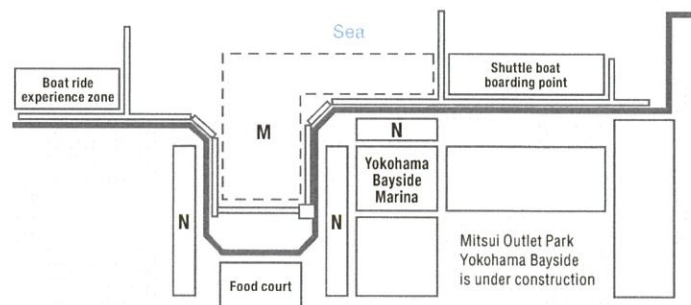 Sea
Boat ride
experience zone
Shuttle boat
boarding point
M
N
Yokohama
Bayside
Marina
N
N
Food court
Mitsui Outlet Park
Yokohama Bayside
is under construction